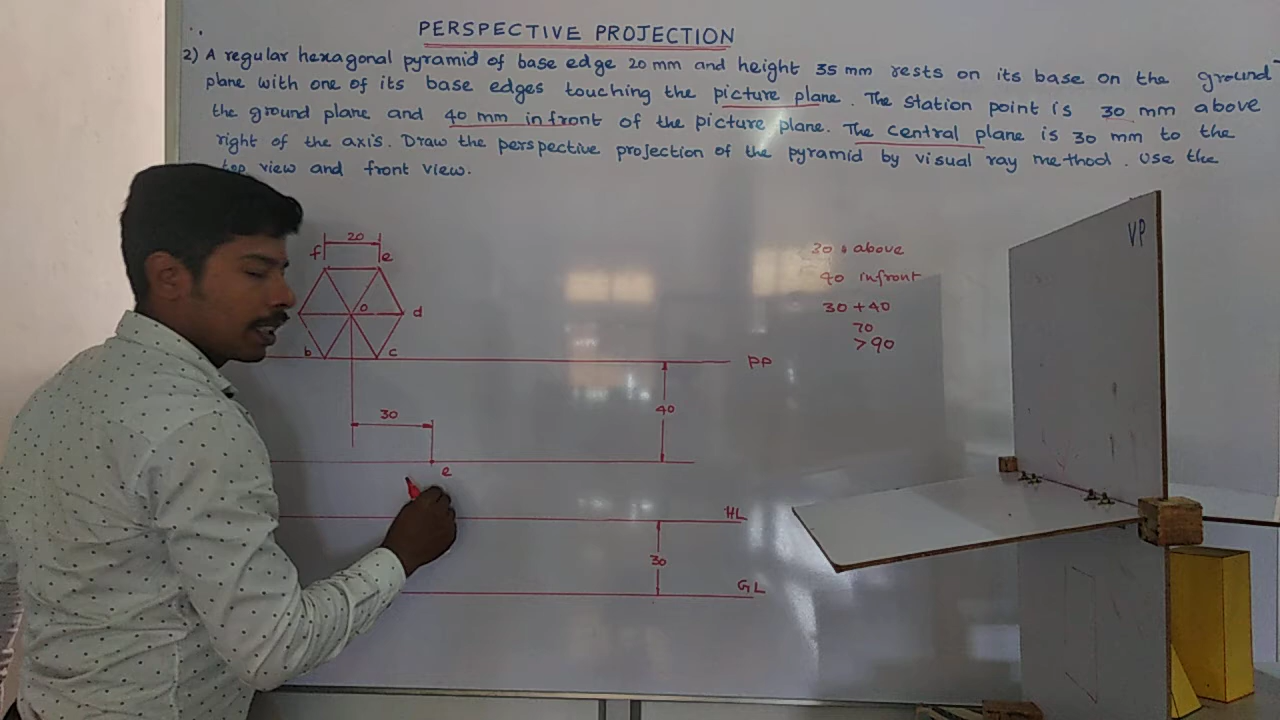 PERSPECTIVE PROJECTION
2) A regular hexagonal pyramid of base edge 20 mm and height 35 mm rests on its base on the ground
plane with one of its base edges touching the picture plane. The station point is 30 mm above
the ground plane and 40 mm infront of the picture plane. The central plane is 30 mm to the
right of the axis. Draw the perspective projection of the pyramid by visual ray method. Use the
top view and front view.
20
f e
o d
b c
PP
30
40
e
HL
30
GL
30 above
40 infront
30 + 40
70
>90
VP